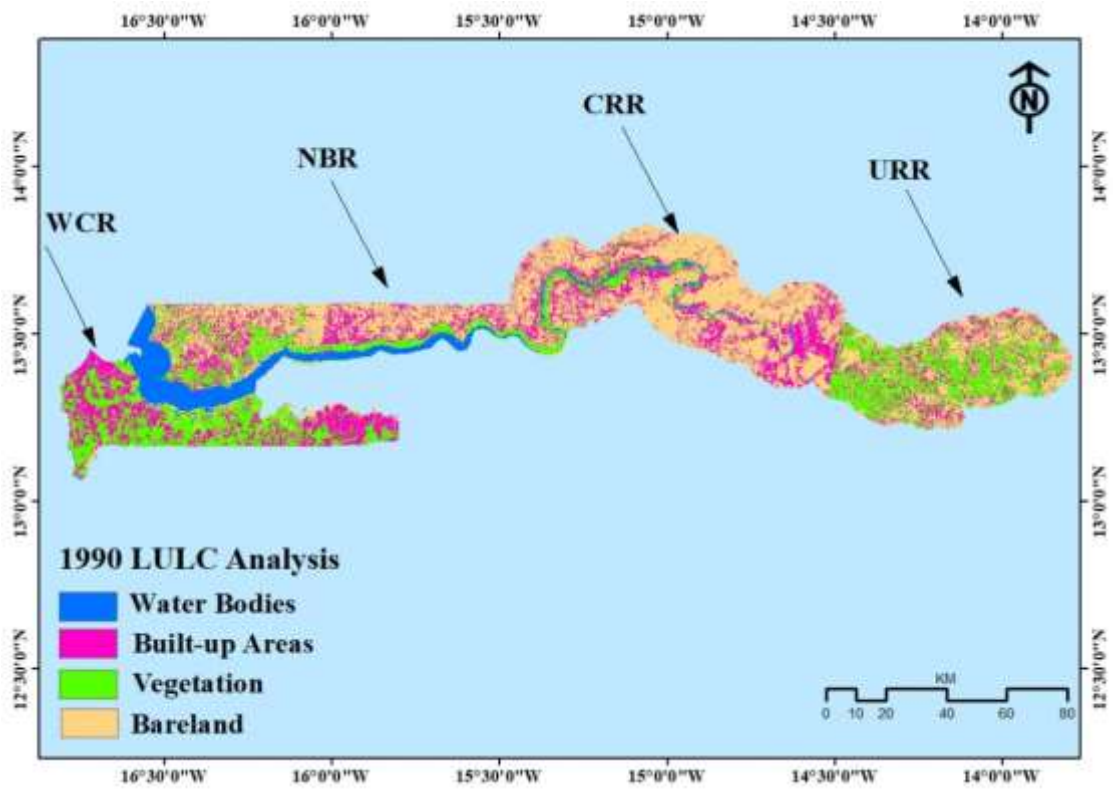 16°30'0"W 16°0'0"W 15°30'0"W 15°0'0"W 14°30'0"W 14°0'0"W
N
CRR
NBR
URR
WCR
14°0'0"N 14°0'0"N
13°30'0"N 13°30'0"N
13°0'0"N 13°0'0"N
12°30'0"N 12°30'0"N
1990 LULC Analysis
Water Bodies
Built-up Areas
Vegetation
Bareland
KM
0 10 20 40 60 80
16°30'0"W 16°0'0"W 15°30'0"W 15°0'0"W 14°30'0"W 14°0'0"W